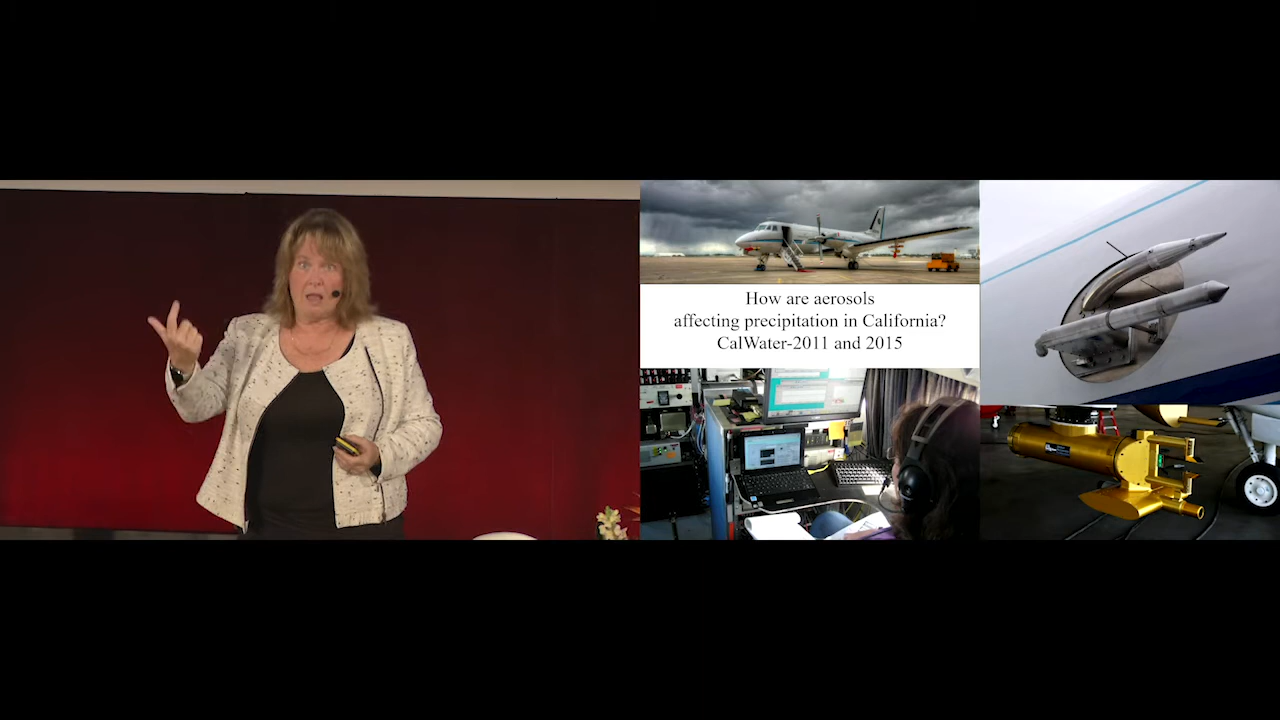 How are aerosols
affecting precipitation in California?
CalWater-2011 and 2015